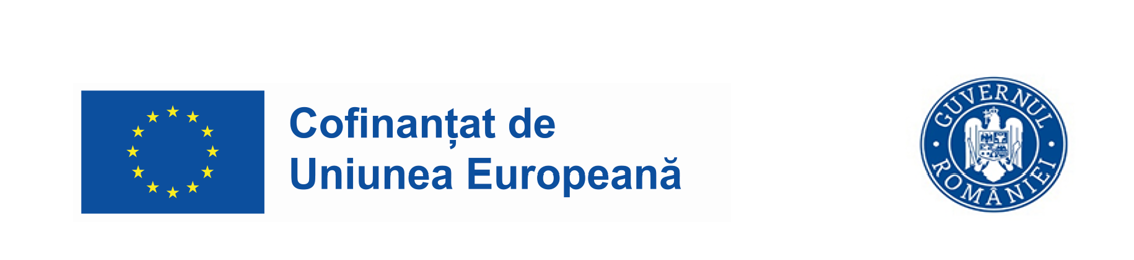 Cofinanțat de
Uniunea Europeană
GUVERNUL
ROMÂNIEI